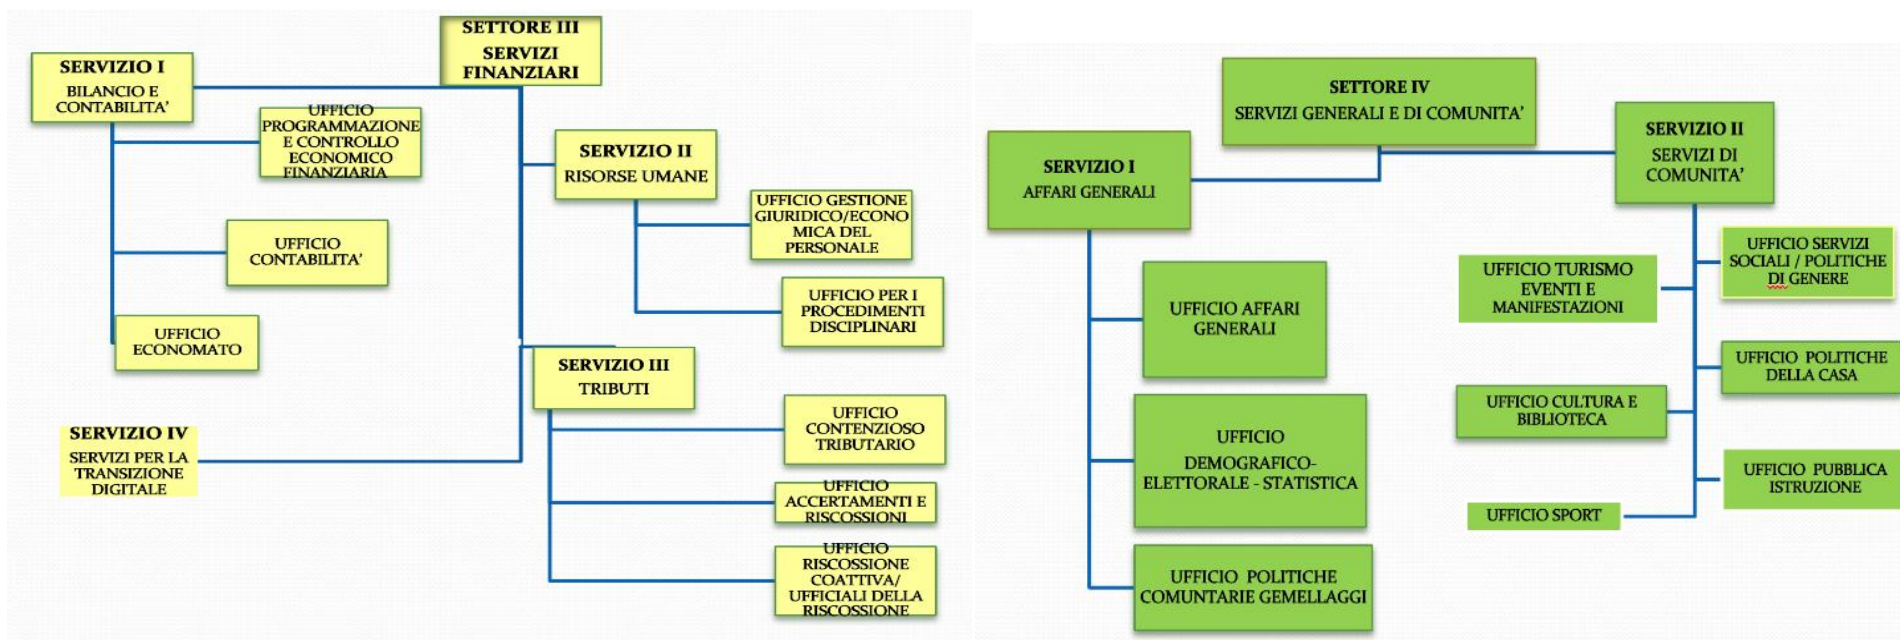 SETTORE III
SERVIZI
FINANZIARI
SERVIZIO I
BILANCIO E
CONTABILITA’
UFFICIO
PROGRAMMAZIONE
E CONTROLLO
ECONOMICO
FINANZIARIA
UFFICIO
CONTABILITA’
UFFICIO
ECONOMATO
SERVIZIO II
RISORSE UMANE
UFFICIO GESTIONE
GIURIDICO/ECONO
MICA DEL
PERSONALE
UFFICIO PER I
PROCEDIMENTI
DISCIPLINARI
SERVIZIO III
TRIBUTI
UFFICIO
CONTENZIOSO
TRIBUTARIO
UFFICIO
ACCERTAMENTI E
RISCOSSIONI
UFFICIO
RISCOSSIONE
COATTIVA/
UFFICIALI DELLA
RISCOSSIONE
SERVIZIO IV
SERVIZI PER LA
TRANSIZIONE
DIGITALE
SETTORE IV
SERVIZI GENERALI E DI COMUNITA’
SERVIZIO I
AFFARI GENERALI
UFFICIO AFFARI
GENERALI
UFFICIO
DEMOGRAFICO-
ELETTORALE - STATISTICA
UFFICIO POLITICHE
COMUNTARIE GEMELLAGGI
SERVIZIO II
SERVIZI DI
COMUNITA’
UFFICIO SERVIZI
SOCIALI / POLITICHE
DI GENERE
UFFICIO TURISMO
EVENTI E
MANIFESTAZIONI
UFFICIO POLITICHE
DELLA CASA
UFFICIO CULTURA E
BIBLIOTECA
UFFICIO PUBBLICA
ISTRUZIONE
UFFICIO SPORT